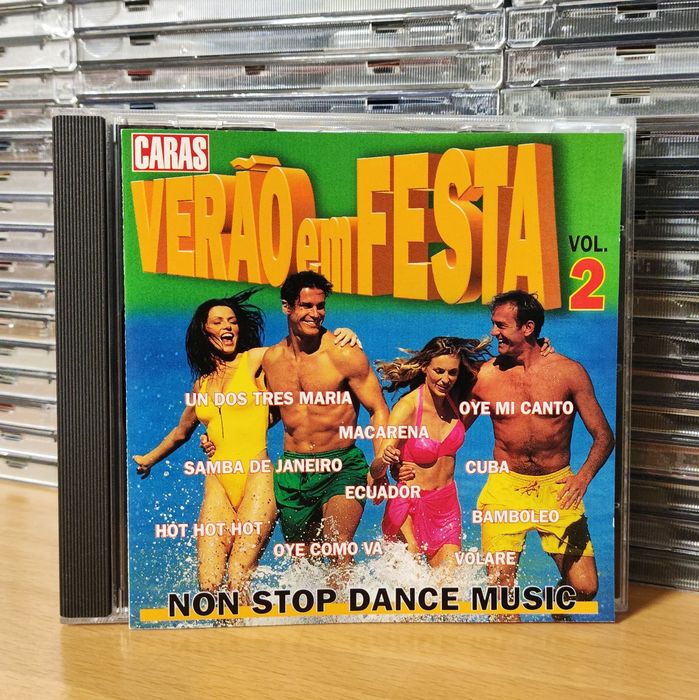 CARAS
VERÃO em FESTA
VOL.
2
UN DOS TRES MARIA
OYE MI CANTO
MACARENA
SAMBA DE JANEIRO
CUBA
ECUADOR
BAMBOLEO
HOT HOT HOT
OYE COMO VA
VOLARE
NON STOP DANCE MUSIC